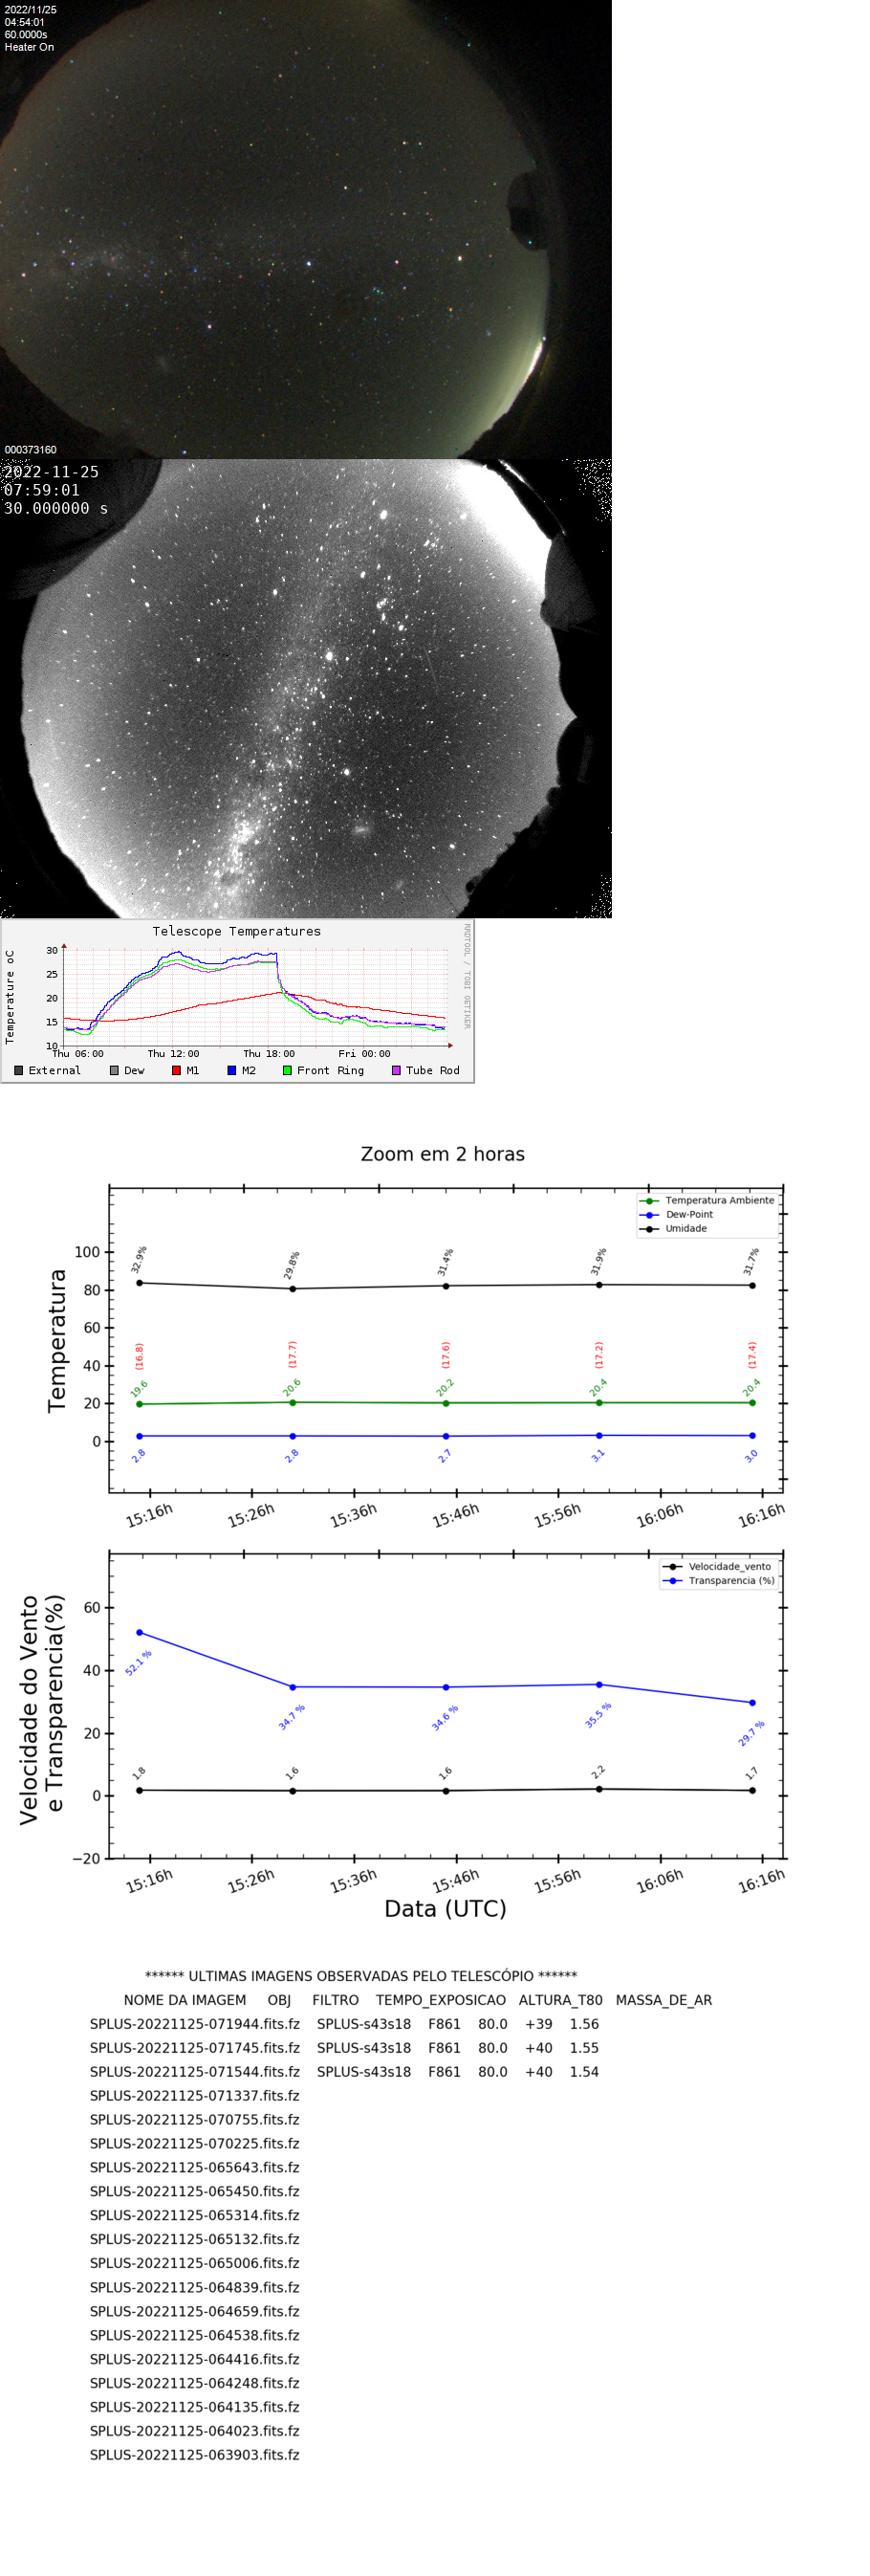 2022/11/25
04:54:01
60.0000s
Heater On
000373160
2022-11-25
07:59:01
30.000000 s
Telescope Temperatures
RRDTOOL / TOBI OETIKER
Temperature oC
30
25
20
15
10
Thu 06:00 Thu 12:00 Thu 18:00 Fri 00:00
External Dew M1 M2 Front Ring Tube Rod
Zoom em 2 horas
Temperatura Ambiente
Dew-Point
Umidade
Temperatura
100
80
60
40
20
0
32.9% 29.8% 31.4% 31.9% 31.7%
(16.8) (17.7) (17.6) (17.2) (17.4)
19.6 20.6 20.2 20.4 20.4
2.8 2.8 2.7 3.1 3.0
15:16h 15:26h 15:36h 15:46h 15:56h 16:06h 16:16h
Velocidade_vento
Transparencia (%)
Velocidade do Vento
e Transparencia(%)
60
40
20
0
−20
52.1 % 34.7 % 34.6 % 35.5 % 29.7 %
1.8 1.6 1.6 2.2 1.7
15:16h 15:26h 15:36h 15:46h 15:56h 16:06h 16:16h
Data (UTC)
****** ULTIMAS IMAGENS OBSERVADAS PELO TELESCÓPIO ******
NOME DA IMAGEM OBJ FILTRO TEMPO_EXPOSICAO ALTURA_T80 MASSA_DE_AR
SPLUS-20221125-071944.fits.fz SPLUS-s43s18 F861 80.0 +39 1.56
SPLUS-20221125-071745.fits.fz SPLUS-s43s18 F861 80.0 +40 1.55
SPLUS-20221125-071544.fits.fz SPLUS-s43s18 F861 80.0 +40 1.54
SPLUS-20221125-071337.fits.fz
SPLUS-20221125-070755.fits.fz
SPLUS-20221125-070225.fits.fz
SPLUS-20221125-065643.fits.fz
SPLUS-20221125-065450.fits.fz
SPLUS-20221125-065314.fits.fz
SPLUS-20221125-065132.fits.fz
SPLUS-20221125-065006.fits.fz
SPLUS-20221125-064839.fits.fz
SPLUS-20221125-064659.fits.fz
SPLUS-20221125-064538.fits.fz
SPLUS-20221125-064416.fits.fz
SPLUS-20221125-064248.fits.fz
SPLUS-20221125-064135.fits.fz
SPLUS-20221125-064023.fits.fz
SPLUS-20221125-063903.fits.fz